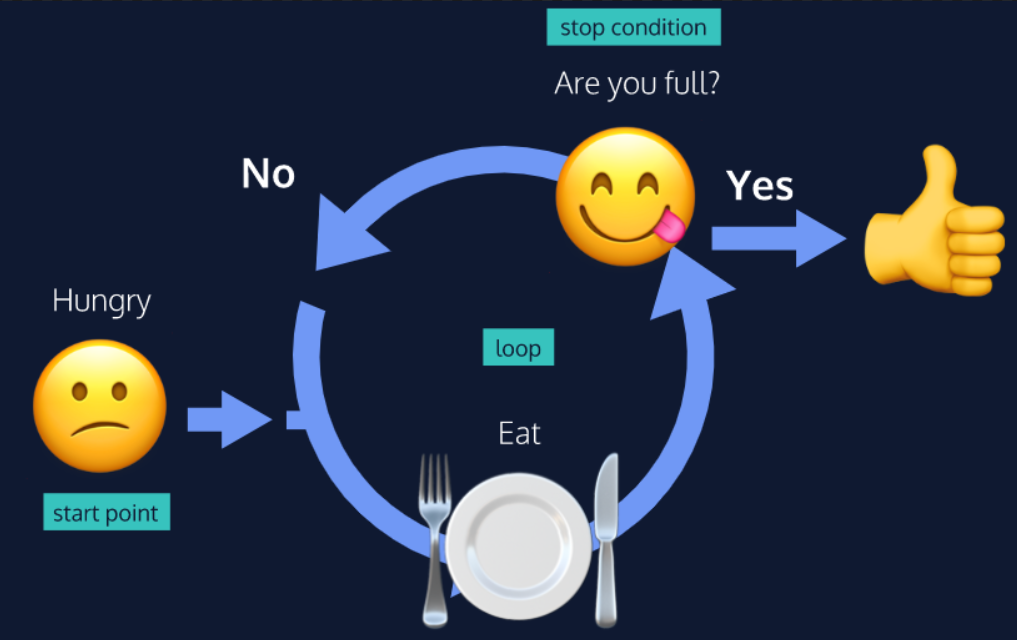 stop condition
Are you full?
No
Yes
Hungry
loop
Eat
start point